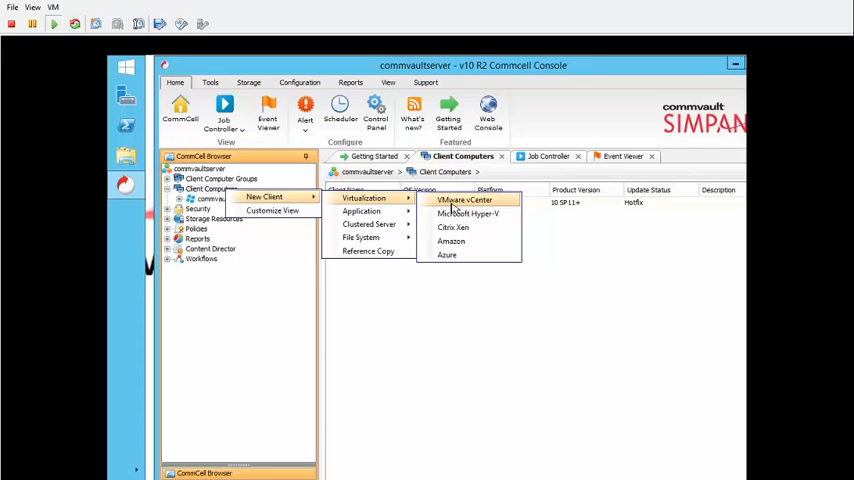 File View VM
commvaultserver - v10 R2 Commcell Console
Home Tools Storage Configuration Reports View Support
CommCell Job Controller Event Viewer Alert Scheduler Control Panel What's new? Getting Started Web Console
View Configure Featured
commvault
SIMPAN
CommCell Browser
Getting Started Client Computers Job Controller Event Viewer
commvaultserver
commvaultserver > Client Computers >
Client Computer Groups
Client Computers
Platform Product Version Update Status Description
commvau
10 SP11+ Hotfix
Security
Storage Resources
Policies
Reports
Content Director
Workflows
New Client
Customize View
Virtualization
Application
Clustered Server
File System
Reference Copy
VMware vCenter
Microsoft Hyper-V
Citrix Xen
Amazon
Azure
CommCell Browser